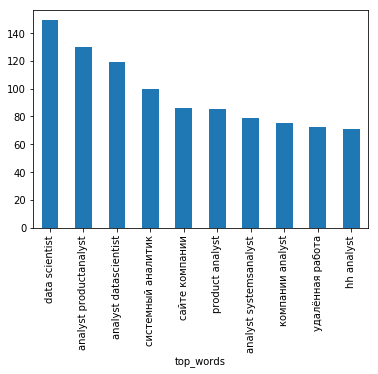 140
120
100
80
60
40
20
0
data scientist
analyst productanalyst
analyst datascientist
системный аналитик
сайте компании
product analyst
analyst systemsanalyst
компании analyst
удалённая работа
hh analyst
top_words